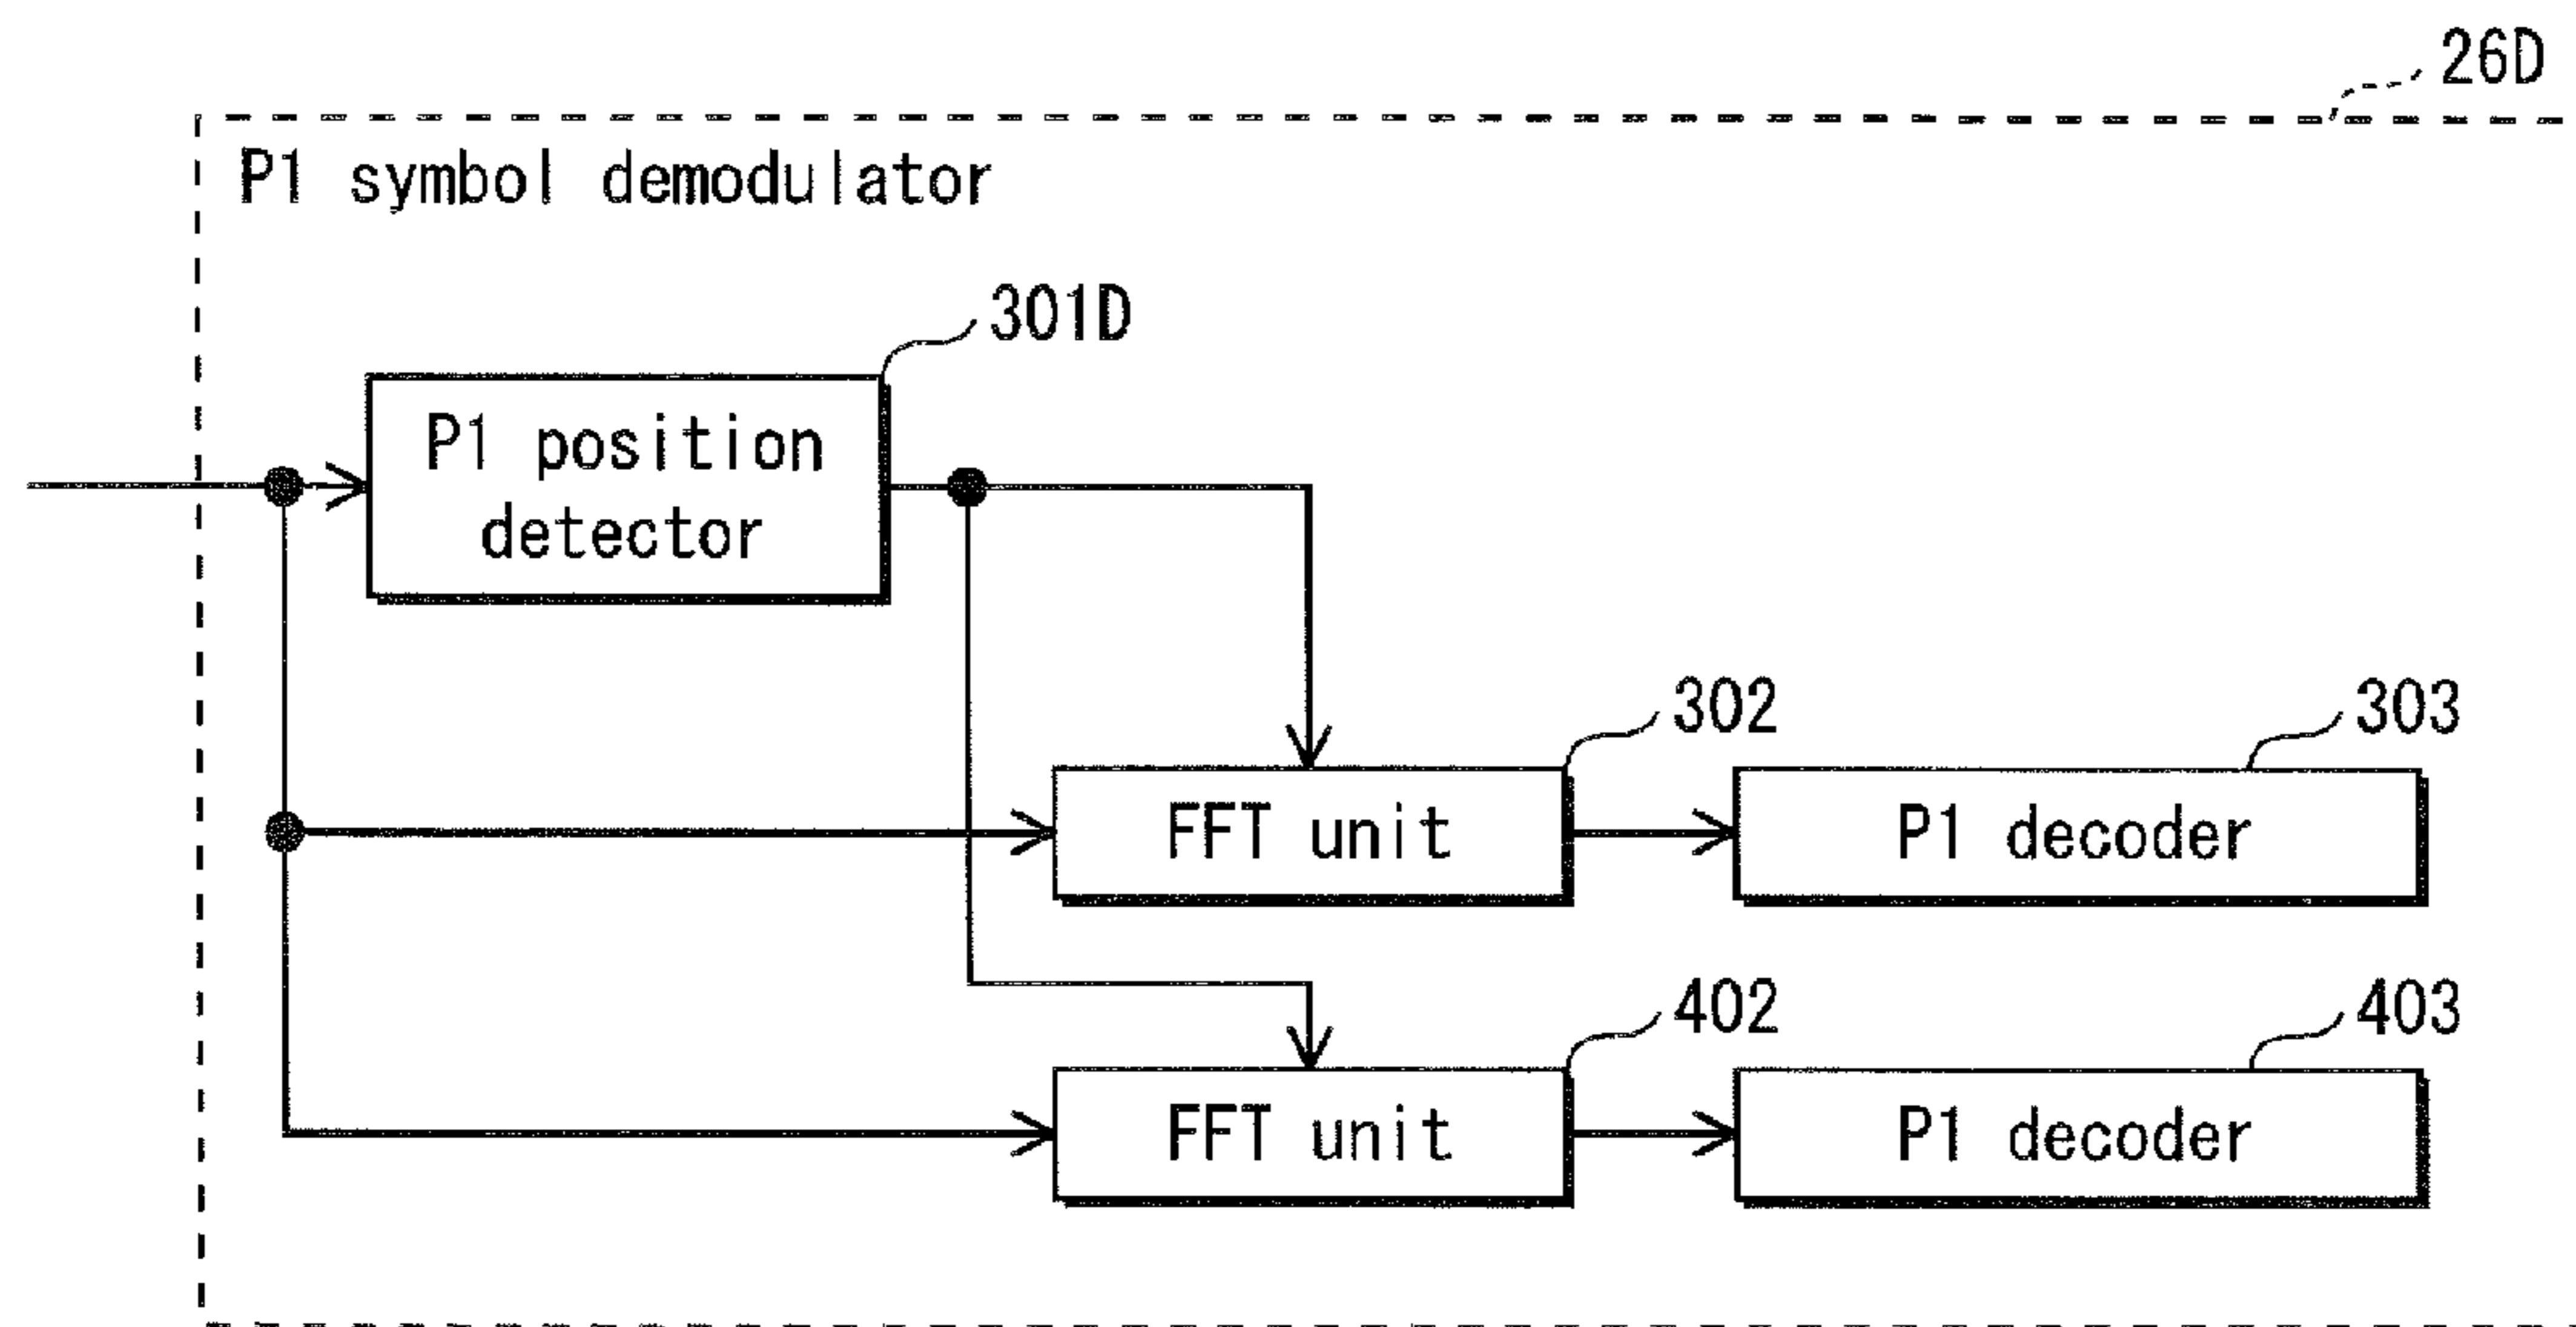 26D
P1 symbol demodulator
301D
P1 position
detector
302
303
FFT unit
P1 decoder
402
403
FFT unit
P1 decoder